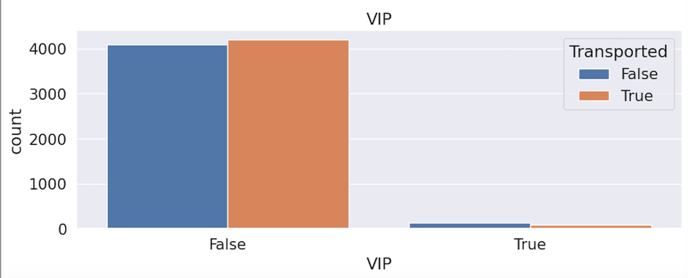 VIP
Transported
False
True
4000
3000
2000
1000
0
count
False
True
VIP